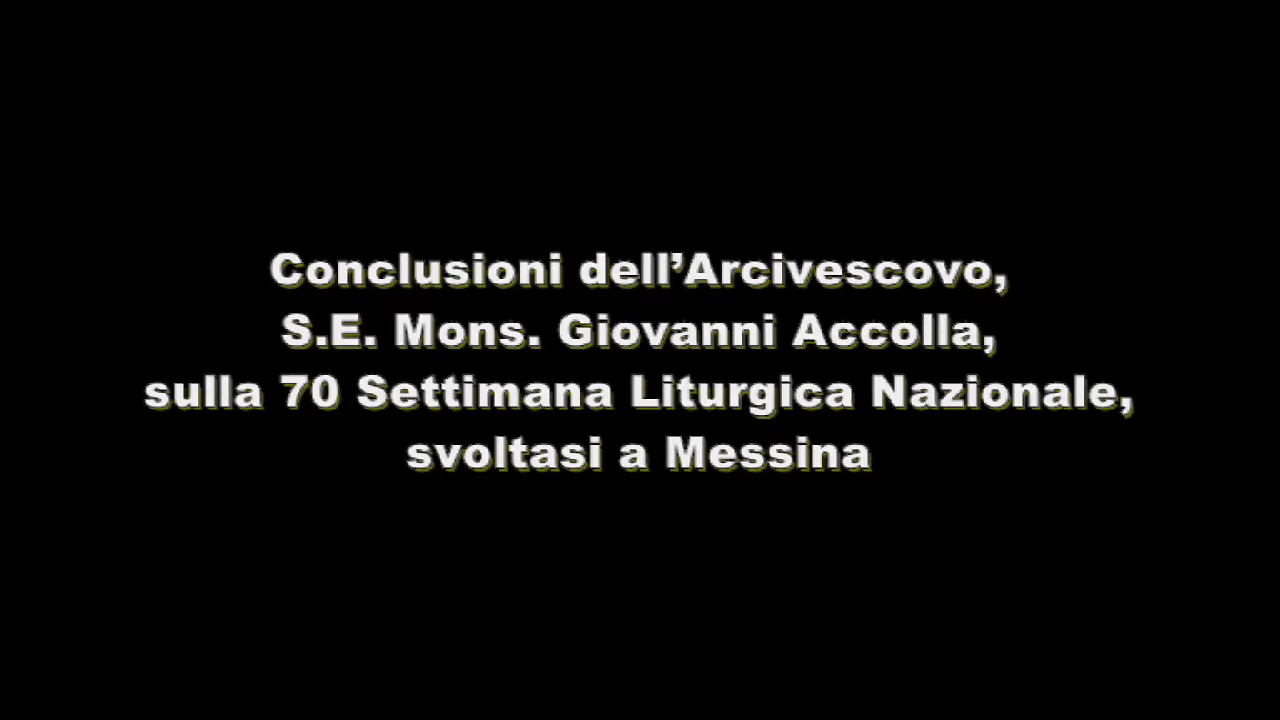 Conclusioni dell’Arcivescovo,
S.E. Mons. Giovanni Accolla,
sulla 70 Settimana Liturgica Nazionale,
svoltasi a Messina